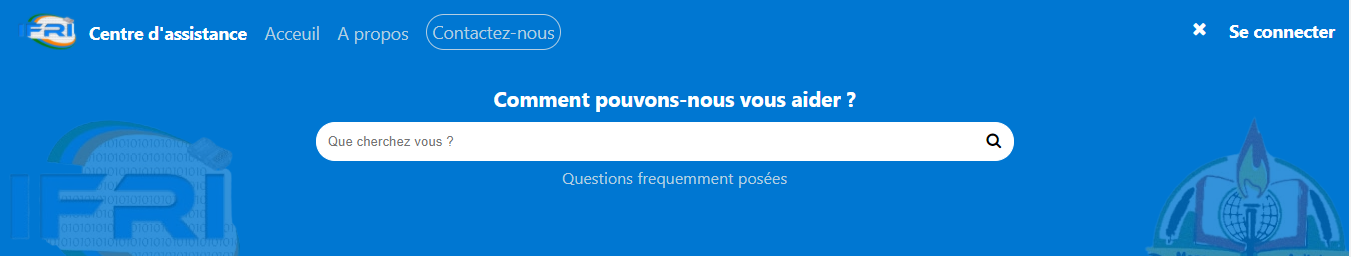 IFRI Centre d'assistance Acceuil A propos Contactez-nous Se connecter
Comment pouvons-nous vous aider ?
Que cherchez vous ?
Questions frequemment posées
IFRI